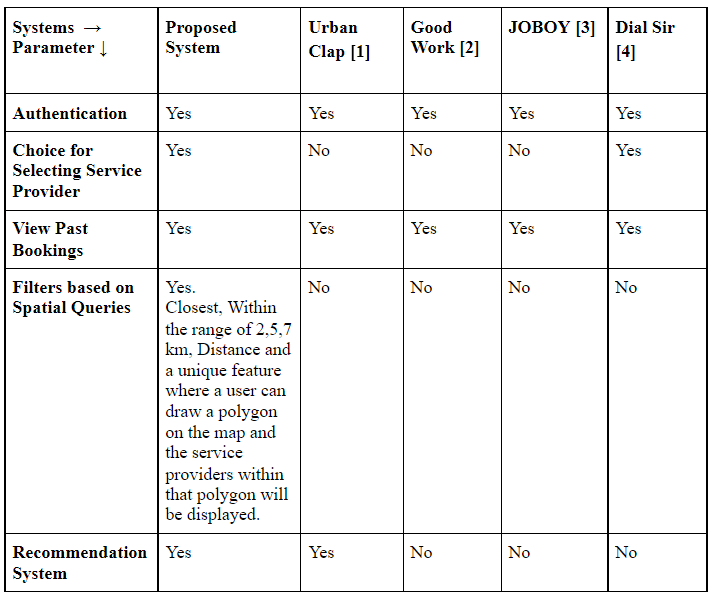 Systems → Proposed Urban Good JOBOY [3] Dial Sir
Parameter ↓ System Clap [1] Work [2] [4]
Authentication Yes Yes Yes Yes Yes
Choice for Yes No No No Yes
Selecting Service
Provider
View Past Yes Yes Yes Yes Yes
Bookings
Filters based on Yes. No No No No
Spatial Queries Closest, Within
the range of 2,5,7
km, Distance and
a unique feature
where a user can
draw a polygon
on the map and
the service
providers within
that polygon will
be displayed.
Recommendation Yes Yes No No No
System